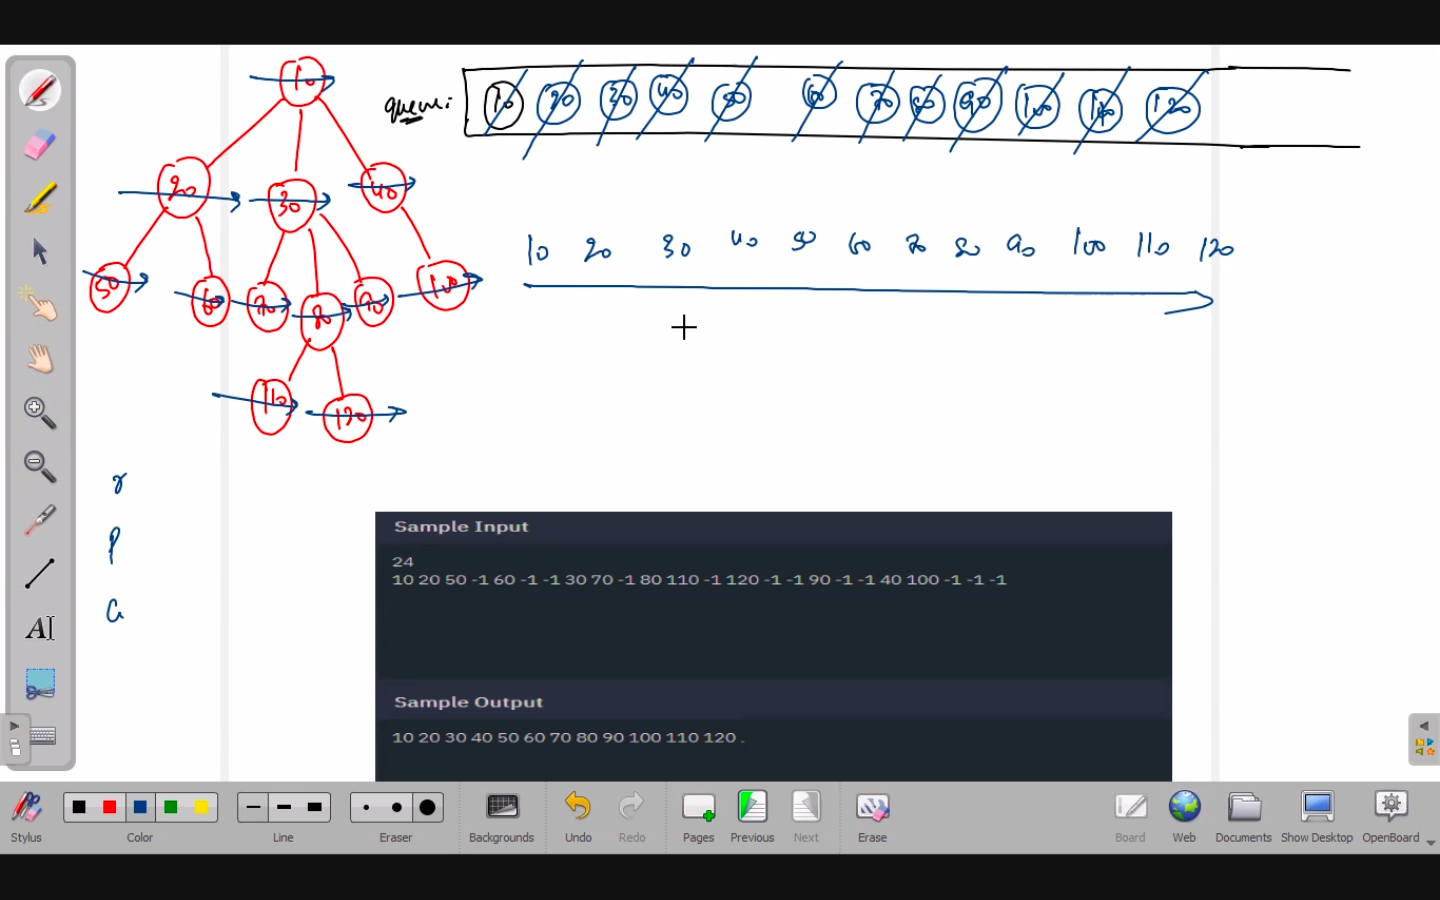 10
queue: 10 20 30 40 50 60 70 80 90 100 110 120
20 30 40
10 20 30 40 50 60 70 80 90 100 110 120
50 60 70 80 90 100
110 120
r
p
a
Sample Input
24
10 20 50 -1 60 -1 -1 30 70 -1 80 110 -1 120 -1 -1 90 -1 -1 40 100 -1 -1 -1
Sample Output
10 20 30 40 50 60 70 80 90 100 110 120 .
A
Stylus Color Line Eraser Backgrounds Undo Redo Pages Previous Next Erase Board Web Documents Show Desktop OpenBoard